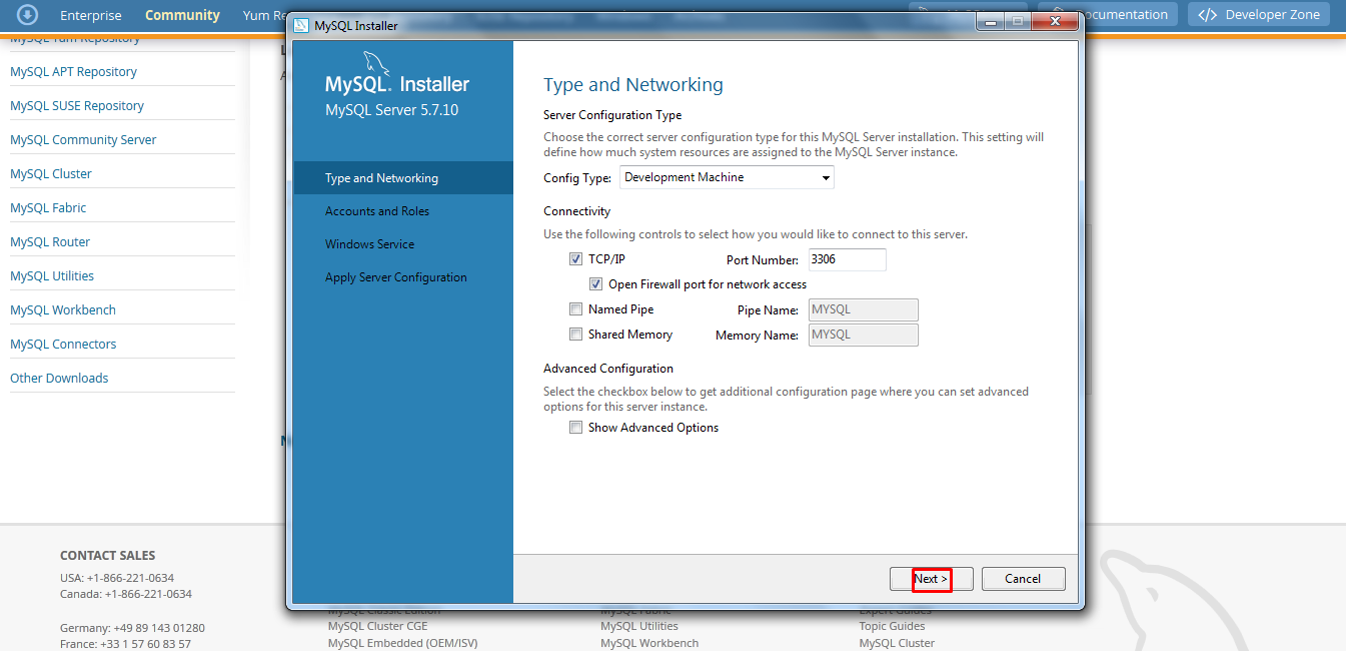 Enterprise
Community
Yum Re
Documentation
</> Developer Zone
MySQL Yum Repository
MySQL APT Repository
MySQL SUSE Repository
MySQL Community Server
MySQL Cluster
MySQL Fabric
MySQL Router
MySQL Utilities
MySQL Workbench
MySQL Connectors
Other Downloads
MySQL Installer
MySQL. Installer
MySQL Server 5.7.10
Type and Networking
Accounts and Roles
Windows Service
Apply Server Configuration
Type and Networking
Server Configuration Type
Choose the correct server configuration type for this MySQL Server installation. This setting will
define how much system resources are assigned to the MySQL Server instance.
Config Type: Development Machine
Connectivity
Use the following controls to select how you would like to connect to this server.
TCP/IP Port Number: 3306
Open Firewall port for network access
Named Pipe Pipe Name: MYSQL
Shared Memory Memory Name: MYSQL
Advanced Configuration
Select the checkbox below to get additional configuration page where you can set advanced
options for this server instance.
Show Advanced Options
Next >
Cancel
CONTACT SALES
USA: +1-866-221-0634
Canada: +1-866-221-0634
Germany: +49 89 143 01280
France: +33 1 57 60 83 57
MySQL Classic Edition
MySQL Cluster CGE
MySQL Embedded (OEM/ISV)
MySQL Fabric
MySQL Utilities
MySQL Workbench
Expert Guides
Topic Guides
MySQL Cluster